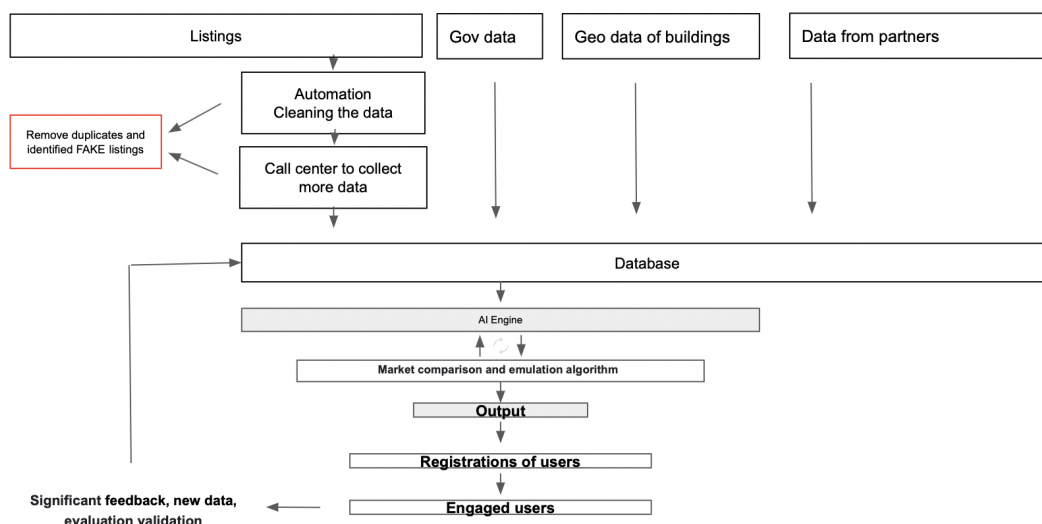 Listings
Gov data
Geo data of buildings
Data from partners
Automation
Cleaning the data
Remove duplicates and
identified FAKE listings
Call center to collect
more data
Database
AI Engine
Market comparison and emulation algorithm
Output
Registrations of users
Engaged users
Significant feedback, new data,
evaluation validation